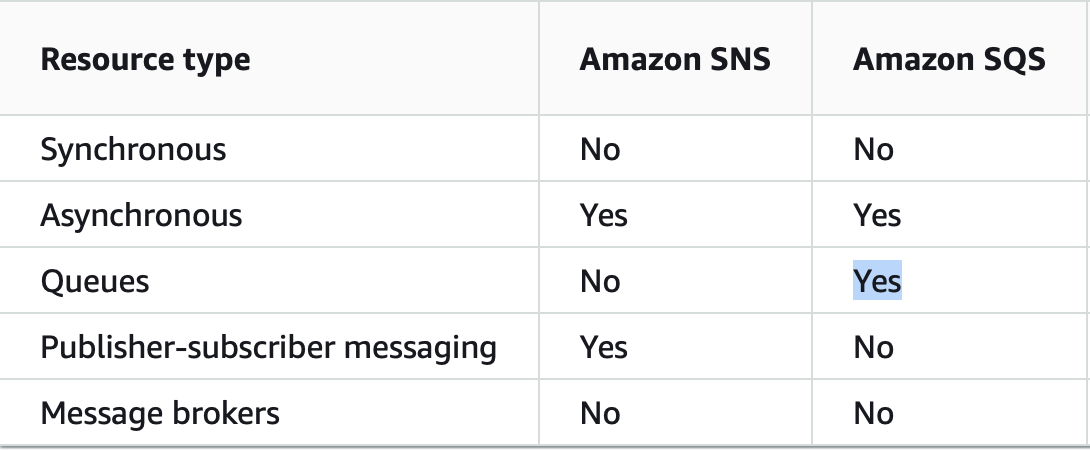 Resource type Amazon SNS Amazon SQS
Synchronous No No
Asynchronous Yes Yes
Queues No Yes
Publisher-subscriber messaging Yes No
Message brokers No No